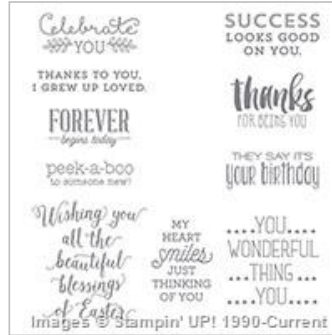 Celebrate
YOU
THANKS TO YOU,
I GREW UP LOVED.
FOREVER
begins today
peek-a-boo
to someone new!
Wishing you
all the
beautiful
blessings
of Easter
SUCCESS
LOOKS GOOD
ON YOU.
thanks
FOR BEING YOU
THEY SAY IT'S
your birthday
MY
HEART
smiles
JUST
THINKING
OF YOU
....YOU....
WONDERFUL
...THING...
....YOU....
Images © Stampin' UP! 1990-Current